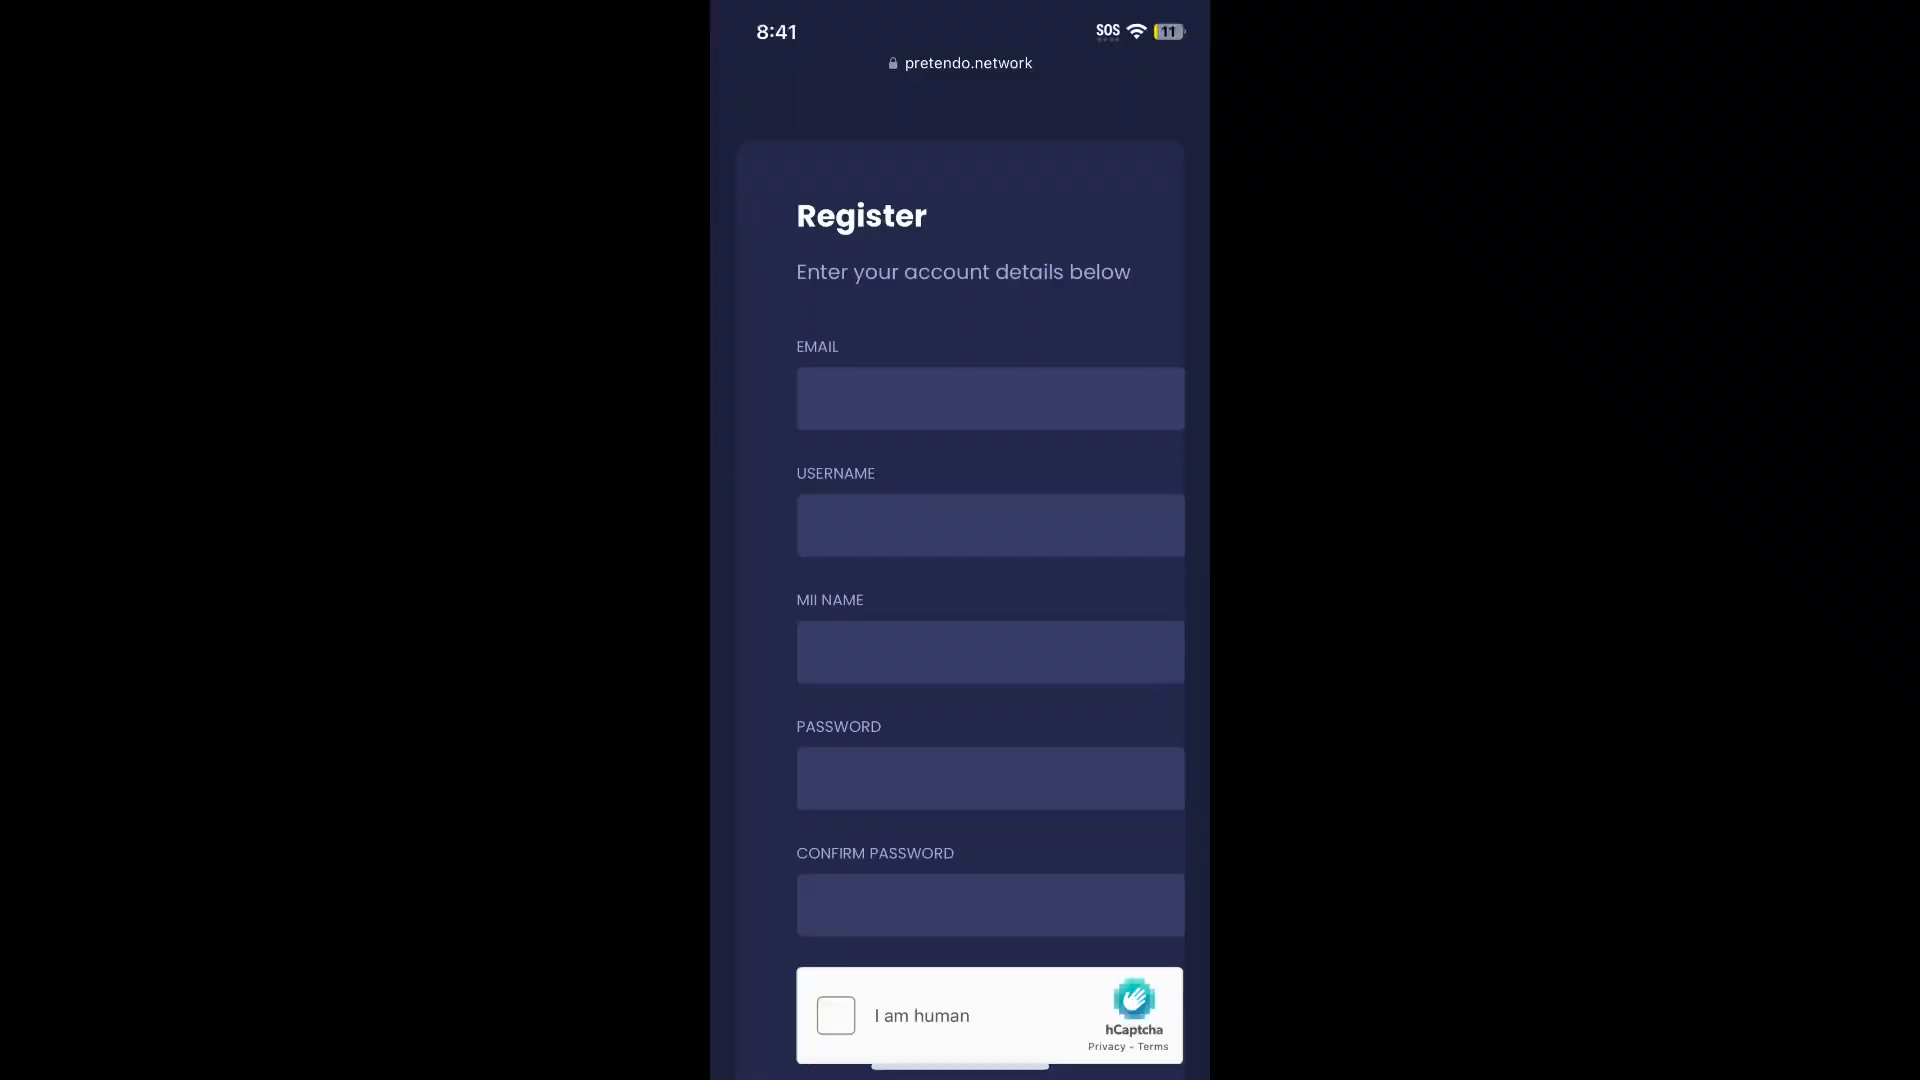 8:41
SOS
11
pretendo.network
Register
Enter your account details below
EMAIL
USERNAME
MII NAME
PASSWORD
CONFIRM PASSWORD
I am human
hCaptcha
Privacy - Terms